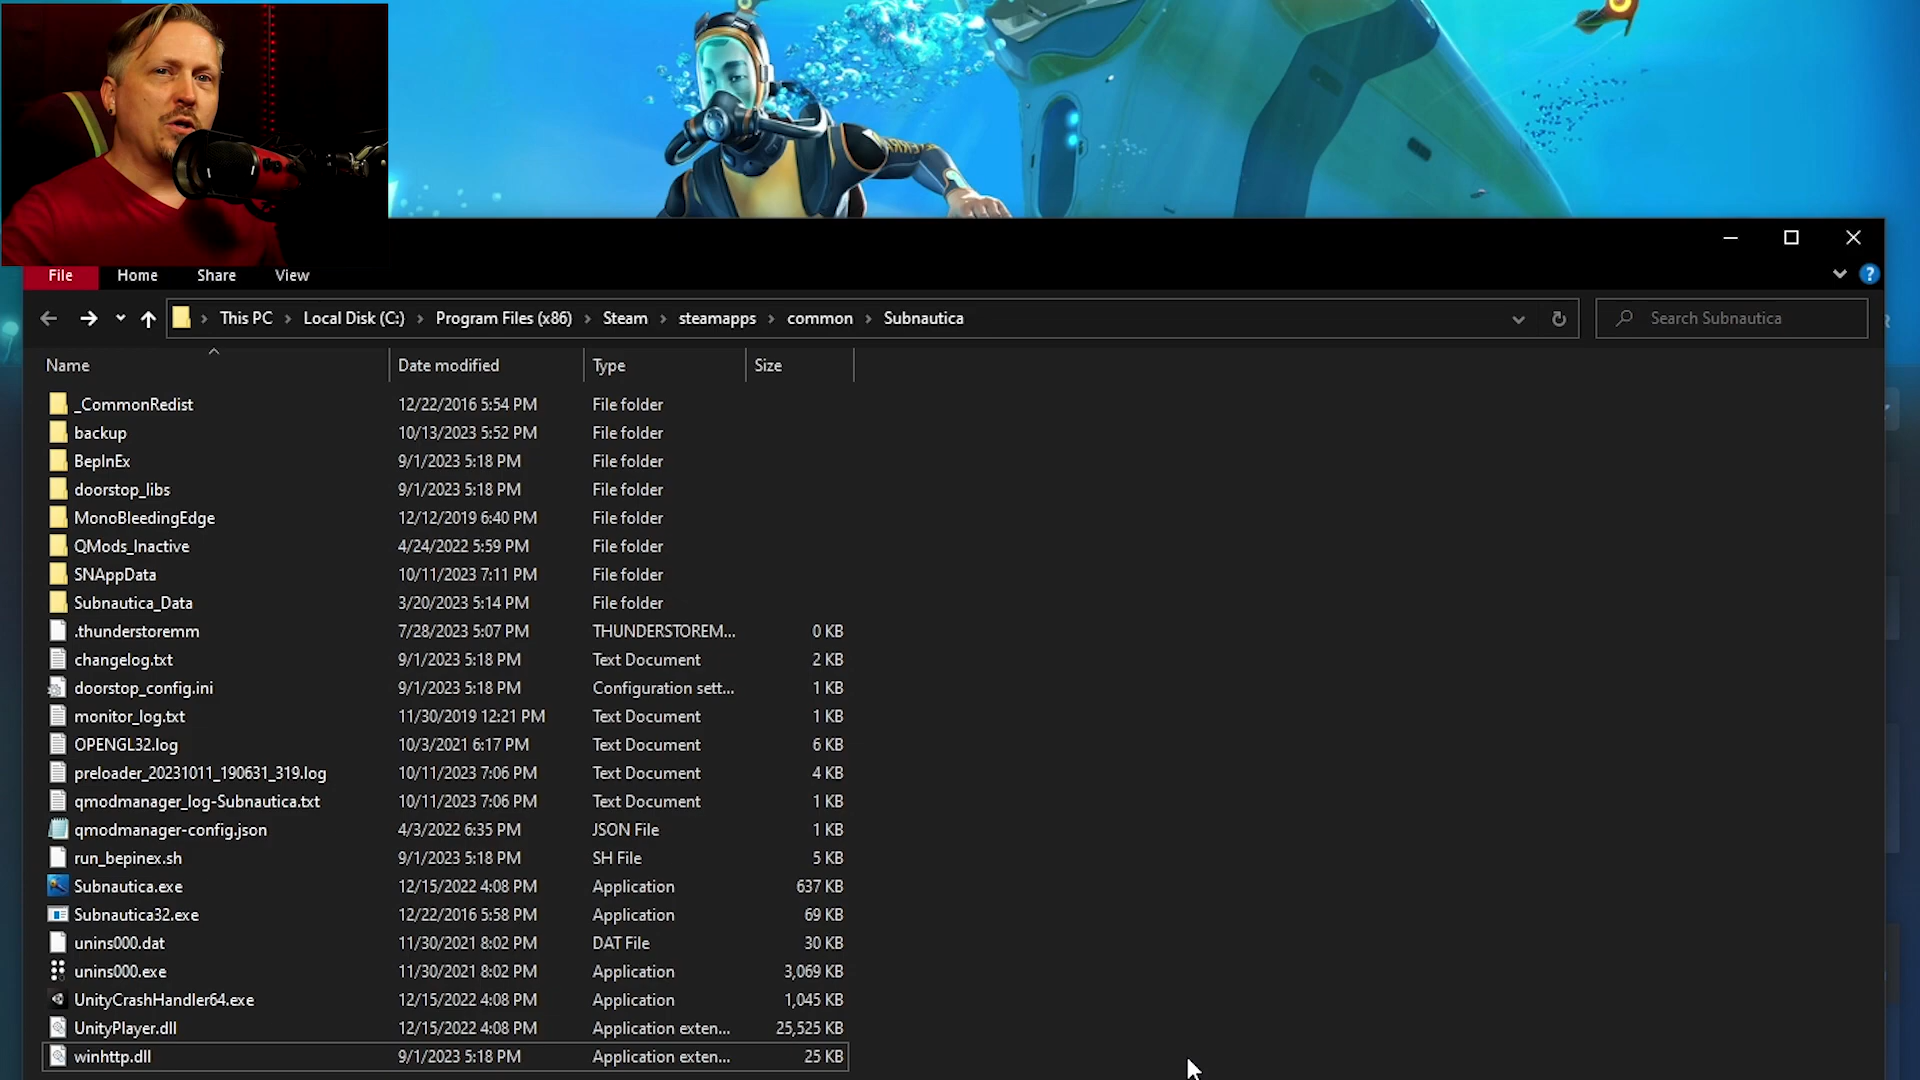 File Home Share View
This PC Local Disk (C:) Program Files (x86) Steam steamapps common Subnautica Search Subnautica
Name Date modified Type Size
_CommonRedist 12/22/2016 5:54 PM File folder
backup 10/13/2023 5:52 PM File folder
BepInEx 9/1/2023 5:18 PM File folder
doorstop_libs 9/1/2023 5:18 PM File folder
MonoBleedingEdge 12/12/2019 6:40 PM File folder
QMods_Inactive 4/24/2022 5:59 PM File folder
SNAppData 10/11/2023 7:11 PM File folder
Subnautica_Data 3/20/2023 5:14 PM File folder
.thunderstoremm 7/28/2023 5:07 PM THUNDERSTOREM... 0 KB
changelog.txt 9/1/2023 5:18 PM Text Document 2 KB
doorstop_config.ini 9/1/2023 5:18 PM Configuration sett... 1 KB
monitor_log.txt 11/30/2019 12:21 PM Text Document 1 KB
OPENGL32.log 10/3/2021 6:17 PM Text Document 6 KB
preloader_20231011_190631_319.log 10/11/2023 7:06 PM Text Document 4 KB
qmodmanager_log-Subnautica.txt 10/11/2023 7:06 PM Text Document 1 KB
qmodmanager-config.json 4/3/2022 6:35 PM JSON File 1 KB
run_bepinex.sh 9/1/2023 5:18 PM SH File 5 KB
Subnautica.exe 12/15/2022 4:08 PM Application 637 KB
Subnautica32.exe 12/22/2016 5:58 PM Application 69 KB
unins000.dat 11/30/2021 8:02 PM DAT File 30 KB
unins000.exe 11/30/2021 8:02 PM Application 3,069 KB
UnityCrashHandler64.exe 12/15/2022 4:08 PM Application 1,045 KB
UnityPlayer.dll 12/15/2022 4:08 PM Application exten... 25,525 KB
winhttp.dll 9/1/2023 5:18 PM Application exten... 25 KB